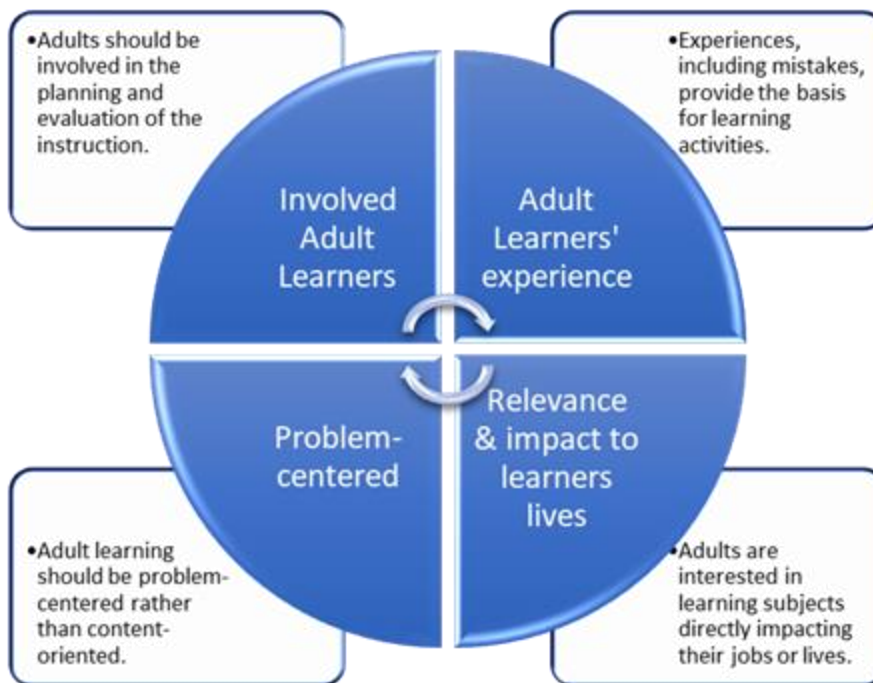 •Adults should be
involved in the
planning and
evaluation of the
instruction.
•Experiences,
including mistakes,
provide the basis
for learning
activities.
Involved
Adult
Learners
Adult
Learners'
experience
Problem-
centered
Relevance
& impact to
learners
lives
•Adult learning
should be problem-
centered rather
than content-
oriented.
•Adults are
interested in
learning subjects
directly impacting
their jobs or lives.